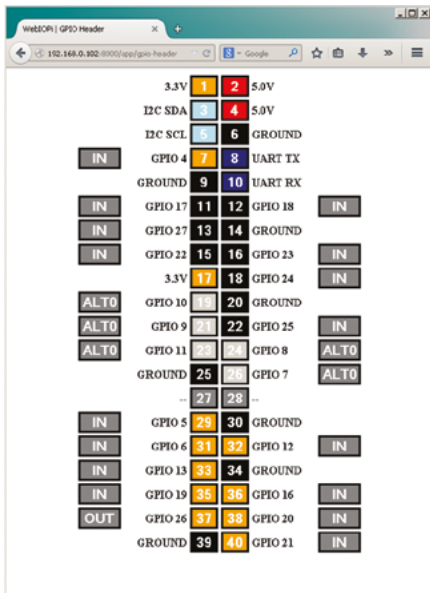 WebIOPi | GPIO Header
192.168.0.102:8000/app/gpio-header
Google
3.3V 1 2 5.0V
I2C SDA 3 4 5.0V
I2C SCL 5 6 GROUND
IN GPIO 4 7 8 UART TX
GROUND 9 10 UART RX
IN GPIO 17 11 12 GPIO 18 IN
IN GPIO 27 13 14 GROUND
IN GPIO 22 15 16 GPIO 23 IN
3.3V 17 18 GPIO 24 IN
ALT0 GPIO 10 19 20 GROUND
ALT0 GPIO 9 21 22 GPIO 25 IN
ALT0 GPIO 11 23 24 GPIO 8 ALT0
GROUND 25 26 GPIO 7 ALT0
-- 27 28 --
IN GPIO 5 29 30 GROUND
IN GPIO 6 31 32 GPIO 12 IN
IN GPIO 13 33 34 GROUND
IN GPIO 19 35 36 GPIO 16 IN
OUT GPIO 26 37 38 GPIO 20 IN
GROUND 39 40 GPIO 21 IN